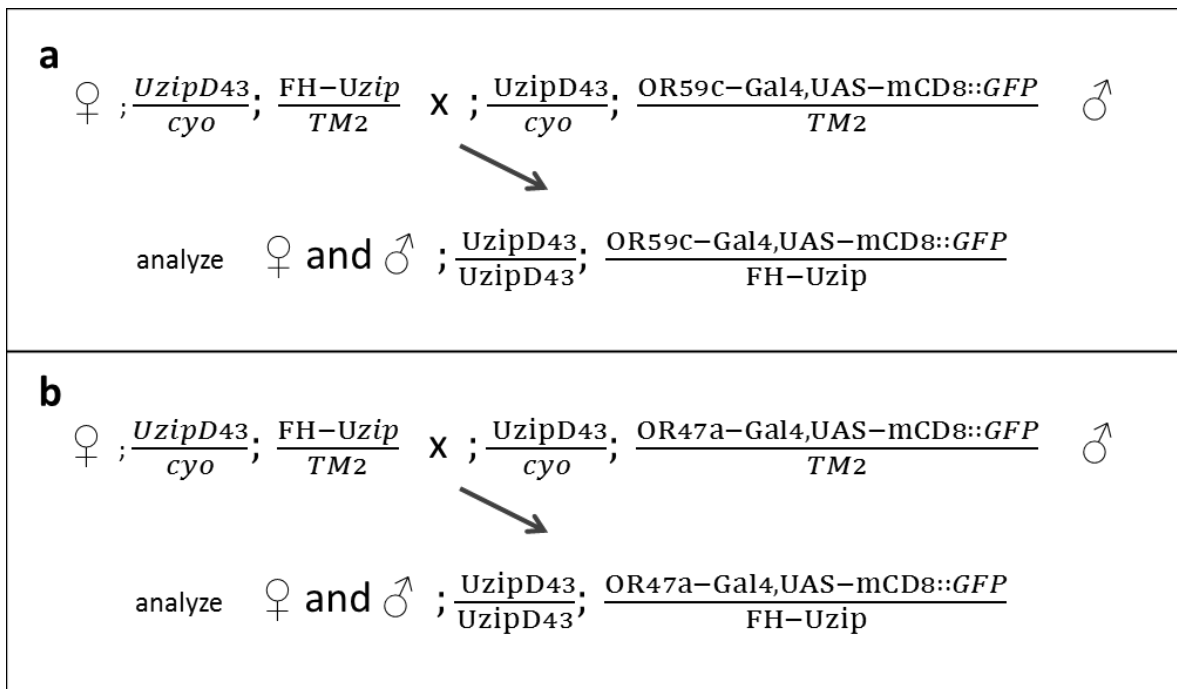 a
♀ ; UzipD43/cyo ; FH–Uzip/TM2 x ; UzipD43/cyo ; OR59c–Gal4,UAS–mCD8::GFP/TM2 ♂
analyze ♀ and ♂ ; UzipD43/UzipD43 ; OR59c–Gal4,UAS–mCD8::GFP/FH–Uzip
b
♀ ; UzipD43/cyo ; FH–Uzip/TM2 x ; UzipD43/cyo ; OR47a–Gal4,UAS–mCD8::GFP/TM2 ♂
analyze ♀ and ♂ ; UzipD43/UzipD43 ; OR47a–Gal4,UAS–mCD8::GFP/FH–Uzip